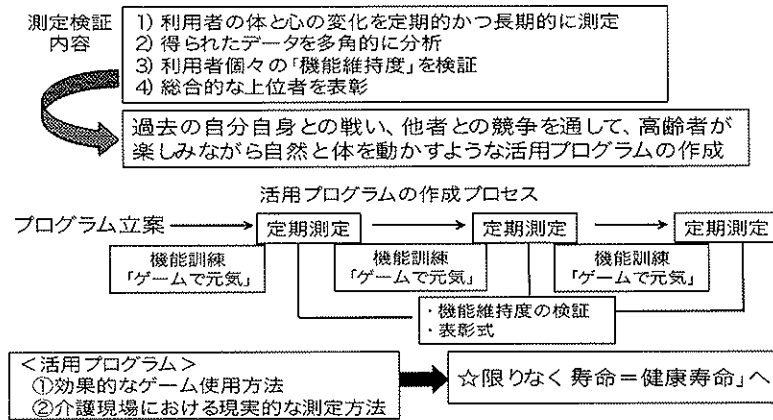 測定検証
内容
1) 利用者の体と心の変化を定期的かつ長期的に測定
2) 得られたデータを多角的に分析
3) 利用者個々の「機能維持度」を検証
4) 総合的な上位者を表彰
過去の自分自身との戦い、他者との競争を通して、高齢者が
楽しみながら自然と体を動かすような活用プログラムの作成
活用プログラムの作成プロセス
プログラム立案
定期測定
定期測定
定期測定
機能訓練
「ゲームで元気」
機能訓練
「ゲームで元気」
機能訓練
「ゲームで元気」
・機能維持度の検証
・表彰式
<活用プログラム>
①効果的なゲーム使用方法
②介護現場における現実的な測定方法
☆限りなく 寿命=健康寿命」へ